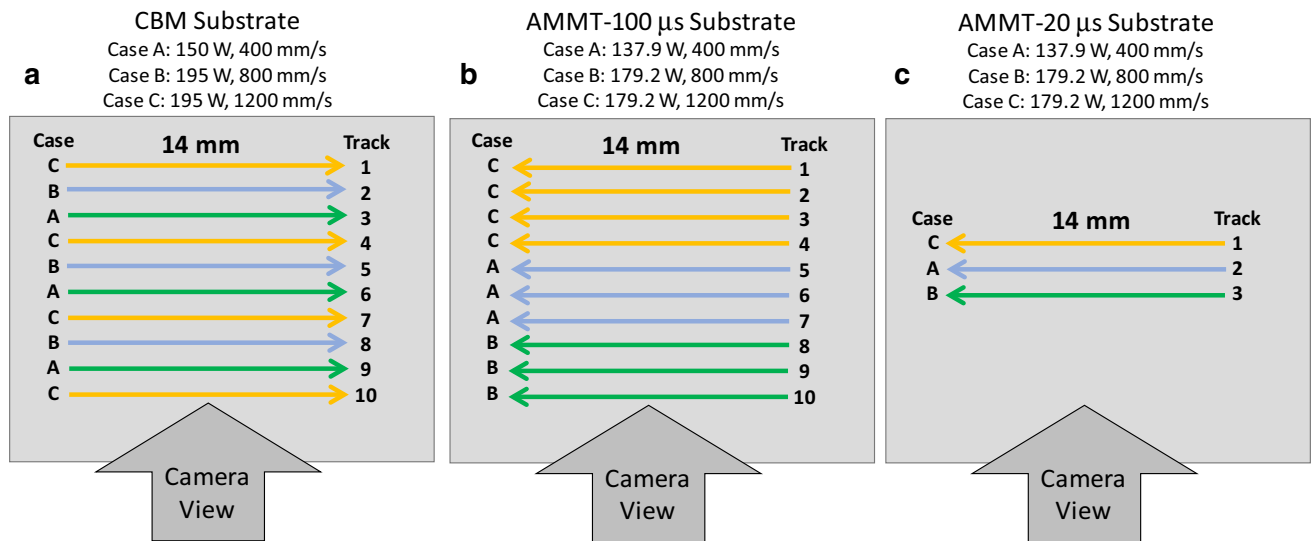 CBM Substrate
Case A: 150 W, 400 mm/s
Case B: 195 W, 800 mm/s
Case C: 195 W, 1200 mm/s
a
Case 14 mm Track
C 1
B 2
A 3
C 4
B 5
A 6
C 7
B 8
A 9
C 10
Camera
View
AMMT-100 μs Substrate
Case A: 137.9 W, 400 mm/s
Case B: 179.2 W, 800 mm/s
Case C: 179.2 W, 1200 mm/s
b
Case 14 mm Track
C 1
C 2
C 3
C 4
A 5
A 6
A 7
B 8
B 9
B 10
Camera
View
AMMT-20 μs Substrate
Case A: 137.9 W, 400 mm/s
Case B: 179.2 W, 800 mm/s
Case C: 179.2 W, 1200 mm/s
c
Case 14 mm Track
C 1
A 2
B 3
Camera
View